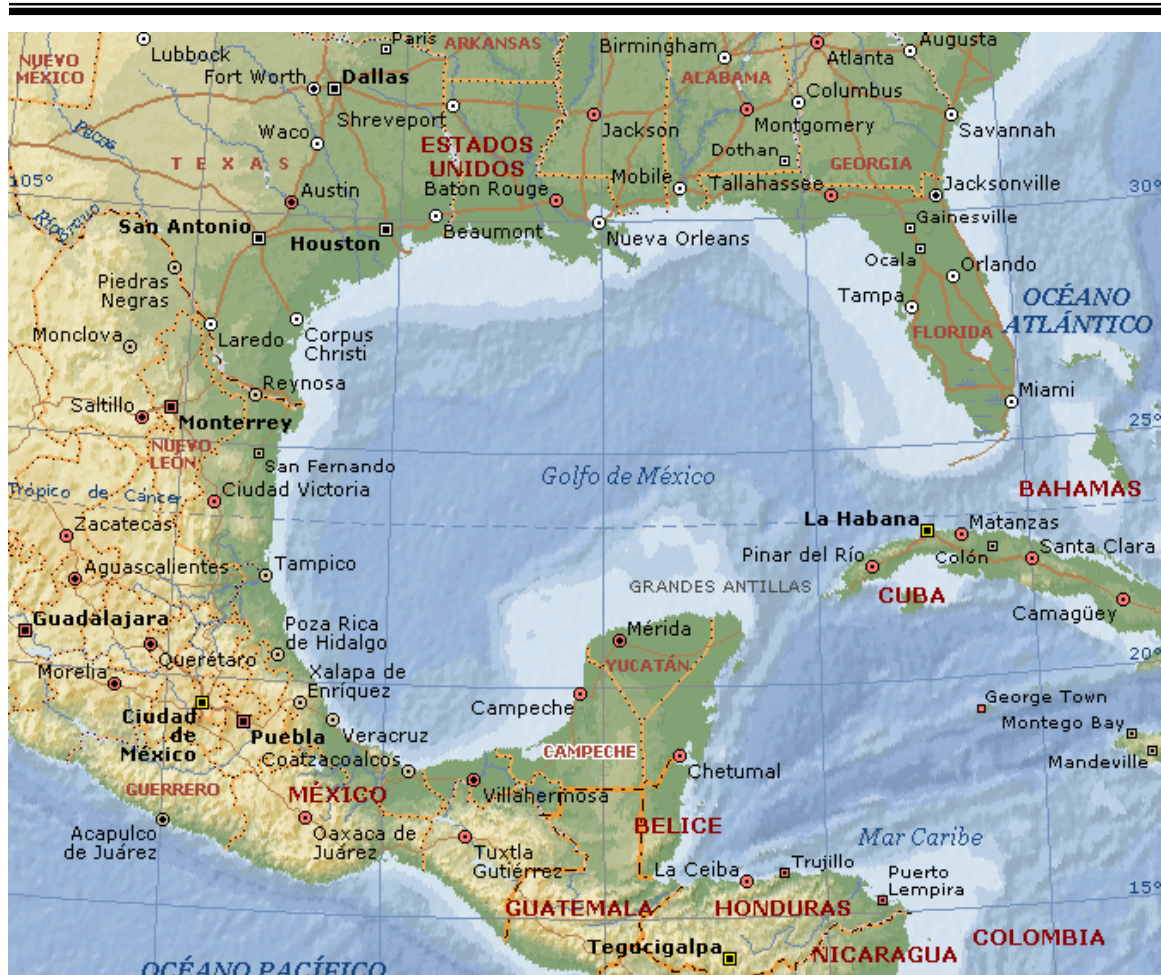 Lubbock
Paris
ARKANSAS
Birmingham
Atlanta
Augusta
NUEVO
MÉXICO
Fort Worth
Dallas
ALABAMA
Columbus
Shreveport
Jackson
Montgomery
Savannah
Pecos
Waco
ESTADOS
UNIDOS
Dothan
GEORGIA
TEXAS
105°
Austin
Baton Rouge
Mobile
Tallahassee
Jacksonville
30°
Río Bravo
San Antonio
Houston
Beaumont
Nueva Orleans
Gainesville
Ocala
Orlando
Piedras
Negras
Tampa
OCÉANO
ATLÁNTICO
Monclova
Laredo
Corpus
Christi
FLORIDA
Reynosa
Miami
Saltillo
Monterrey
25°
NUEVO
LEÓN
San Fernando
Golfo de México
Trópico de Cáncer
Ciudad Victoria
BAHAMAS
Zacatecas
La Habana
Matanzas
Aguascalientes
Tampico
Pinar del Río
Colón
Santa Clara
GRANDES ANTILLAS
CUBA
Camagüey
Guadalajara
Poza Rica
de Hidalgo
Mérida
Querétaro
YUCATÁN
20°
Morelia
Xalapa de
Enríquez
Campeche
George Town
Montego Bay
Ciudad
de
México
Puebla
Veracruz
CAMPECHE
Mandeville
Coatzacoalcos
Chetumal
GUERRERO
MÉXICO
Villahermosa
BELICE
Acapulco
de Juárez
Oaxaca de
Juárez
Tuxtla
Gutiérrez
Mar Caribe
La Ceiba
Trujillo
Puerto
Lempira
15°
GUATEMALA
HONDURAS
Tegucigalpa
NICARAGUA
COLOMBIA
OCÉANO PACÍFICO